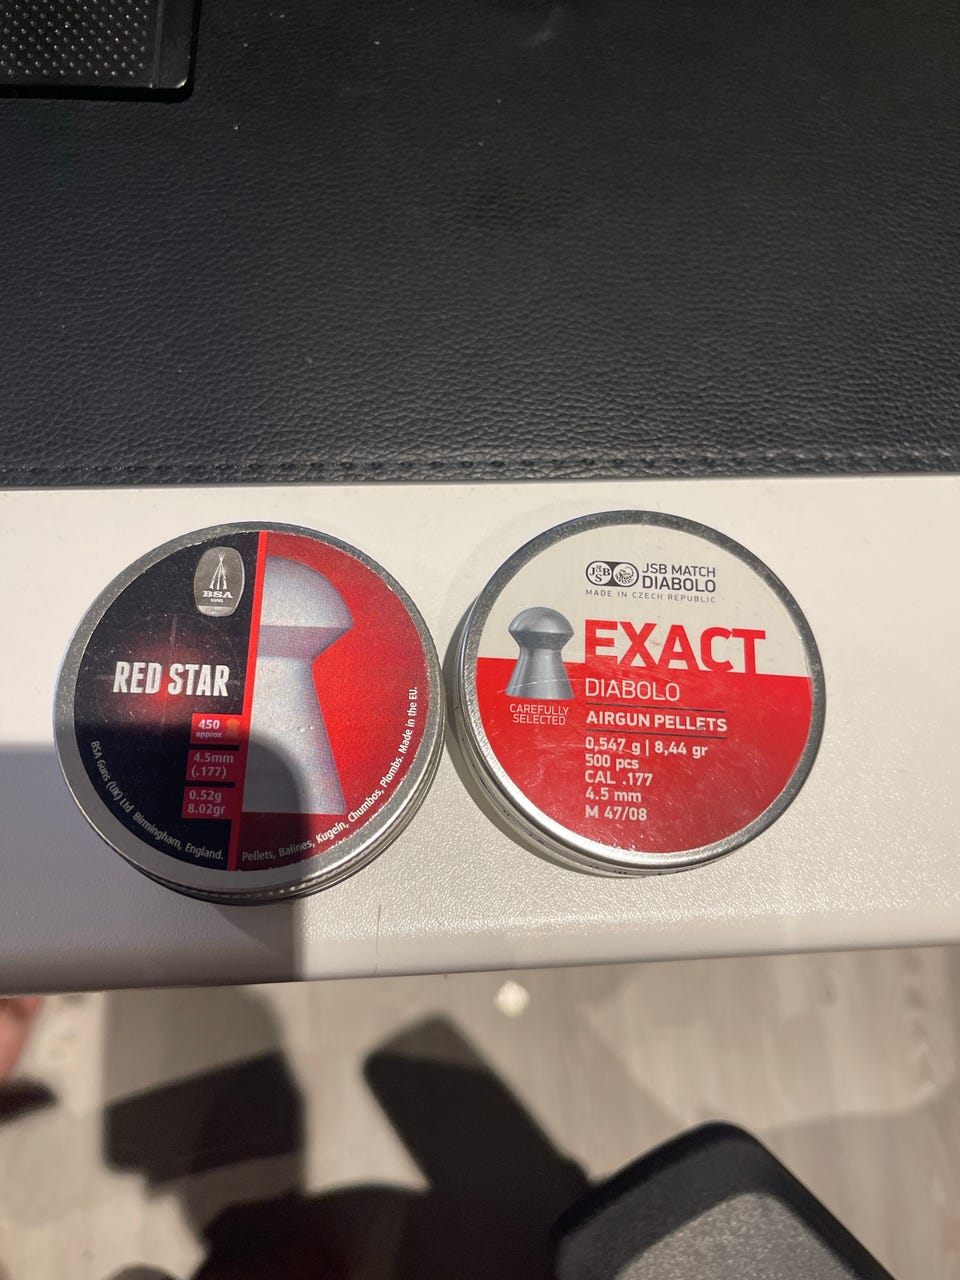 BSA
GUNS
RED STAR
450
approx
4.5mm
(.177)
0.52g
8.02gr
BSA Guns (UK) Ltd Birmingham, England.
Pellets, Balines, Kugeln, Chumbos, Plombs. Made in the EU.
JSB
JSB MATCH
DIABOLO
MADE IN CZECH REPUBLIC
EXACT
DIABOLO
CAREFULLY
SELECTED
AIRGUN PELLETS
0,547 g | 8,44 gr
500 pcs
CAL .177
4.5 mm
M 47/08